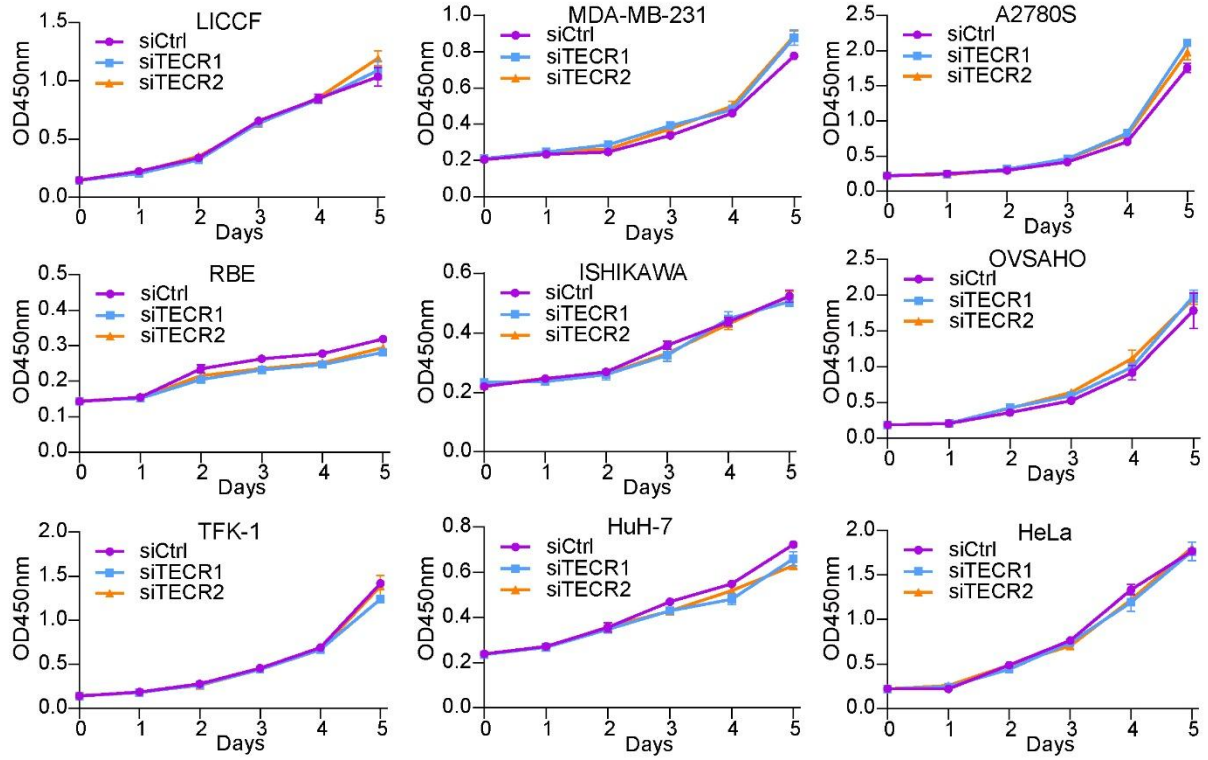 LICCF
OD450nm
1.5
1.0
0.5
0.0
siCtrl
siTECR1
siTECR2
0 1 2 3 4 5
Days
MDA-MB-231
OD450nm
1.0
0.8
0.6
0.4
0.2
0.0
siCtrl
siTECR1
siTECR2
0 1 2 3 4 5
Days
A2780S
OD450nm
2.5
2.0
1.5
1.0
0.5
0.0
siCtrl
siTECR1
siTECR2
0 1 2 3 4 5
Days
RBE
OD450nm
0.5
0.4
0.3
0.2
0.1
0.0
siCtrl
siTECR1
siTECR2
0 1 2 3 4 5
Days
ISHIKAWA
OD450nm
0.6
0.4
0.2
0.0
siCtrl
siTECR1
siTECR2
0 1 2 3 4 5
Days
OVSAHO
OD450nm
2.5
2.0
1.5
1.0
0.5
0.0
siCtrl
siTECR1
siTECR2
0 1 2 3 4 5
Days
TFK-1
OD450nm
2.0
1.5
1.0
0.5
0.0
siCtrl
siTECR1
siTECR2
0 1 2 3 4 5
Days
HuH-7
OD450nm
0.8
0.6
0.4
0.2
0.0
siCtrl
siTECR1
siTECR2
0 1 2 3 4 5
Days
HeLa
OD450nm
2.0
1.5
1.0
0.5
0.0
siCtrl
siTECR1
siTECR2
0 1 2 3 4 5
Days